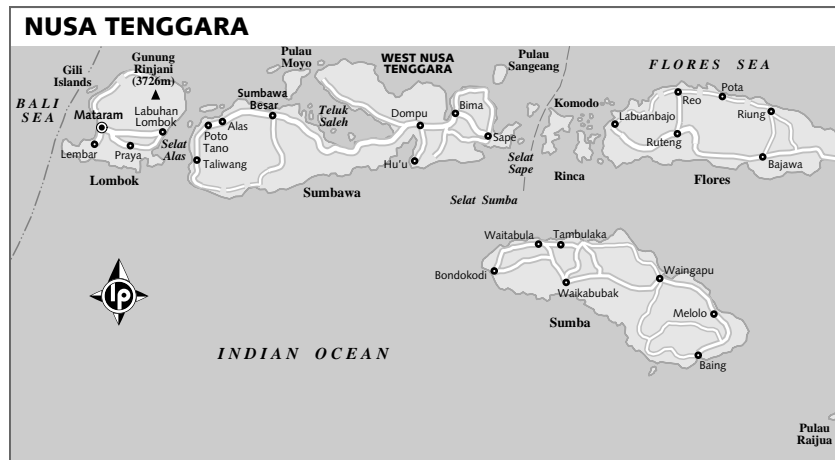 NUSA TENGGARA
Gili
Islands
Gunung
Rinjani
(3726m)
Pulau
Moyo
WEST NUSA
TENGGARA
Pulau
Sangeang
FLORES SEA
BALI
SEA
Mataram
Labuhan
Lombok
Lembar
Praya
Selat
Alas
Lombok
Sumbawa
Besar
Alas
Poto
Tano
Taliwang
Teluk
Saleh
Dompu
Bima
Sape
Hu'u
Sumbawa
Selat
Sape
Selat Sumba
Komodo
Rinca
Labuanbajo
Reo
Pota
Riung
Ruteng
Bajawa
Flores
Waitabula
Tambulaka
Bondokodi
Waikabubak
Waingapu
Melolo
Sumba
Baing
lp
INDIAN OCEAN
Pulau
Raijua